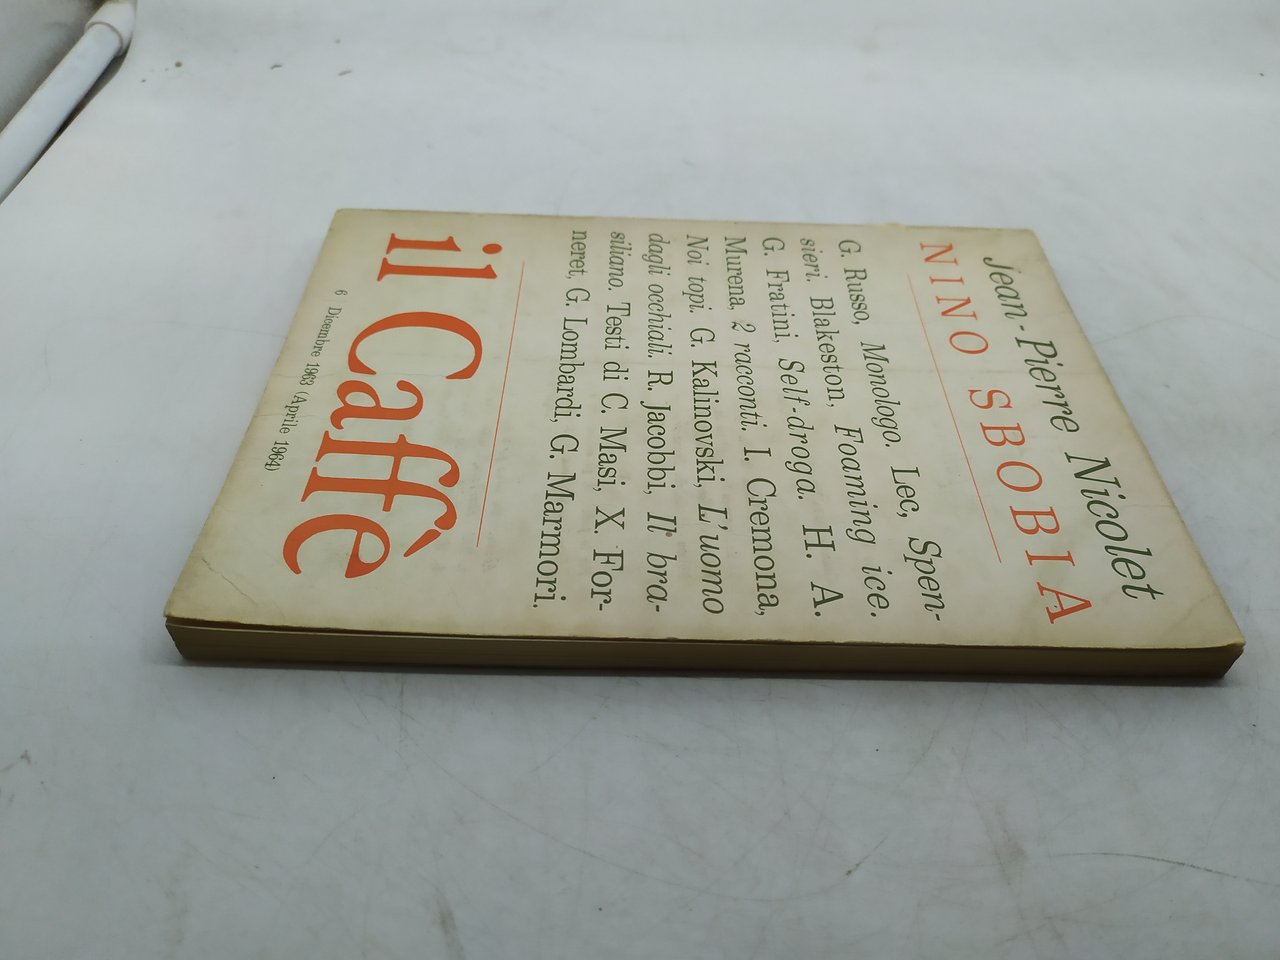 Jean-Pierre Nicolet
NINO SBOBIA
G. Russo, Monologo. Lec, Spen-
sieri. Blakeston, Foaming ice.
G. Fratini, Self-droga. H. A.
Murena, 2 racconti. I. Cremona,
Noi topi. G. Kalinovski, L'uomo
dagli occhiali. R. Jacobbi, Il bra-
siliano. Testi di C. Masi, X. For-
neret, G. Lombardi, G. Marmori.
il Caffè
6 Dicembre 1963 (Aprile 1964)